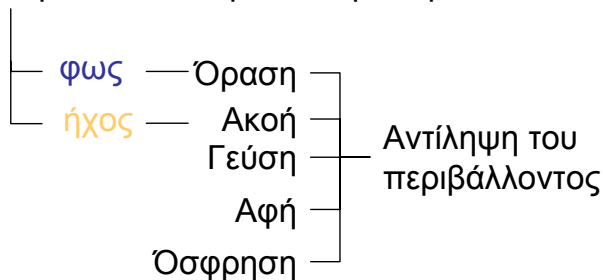 φως Όραση
ήχος Ακοή
Γεύση
Αφή
Όσφρηση
Αντίληψη του
περιβάλλοντος